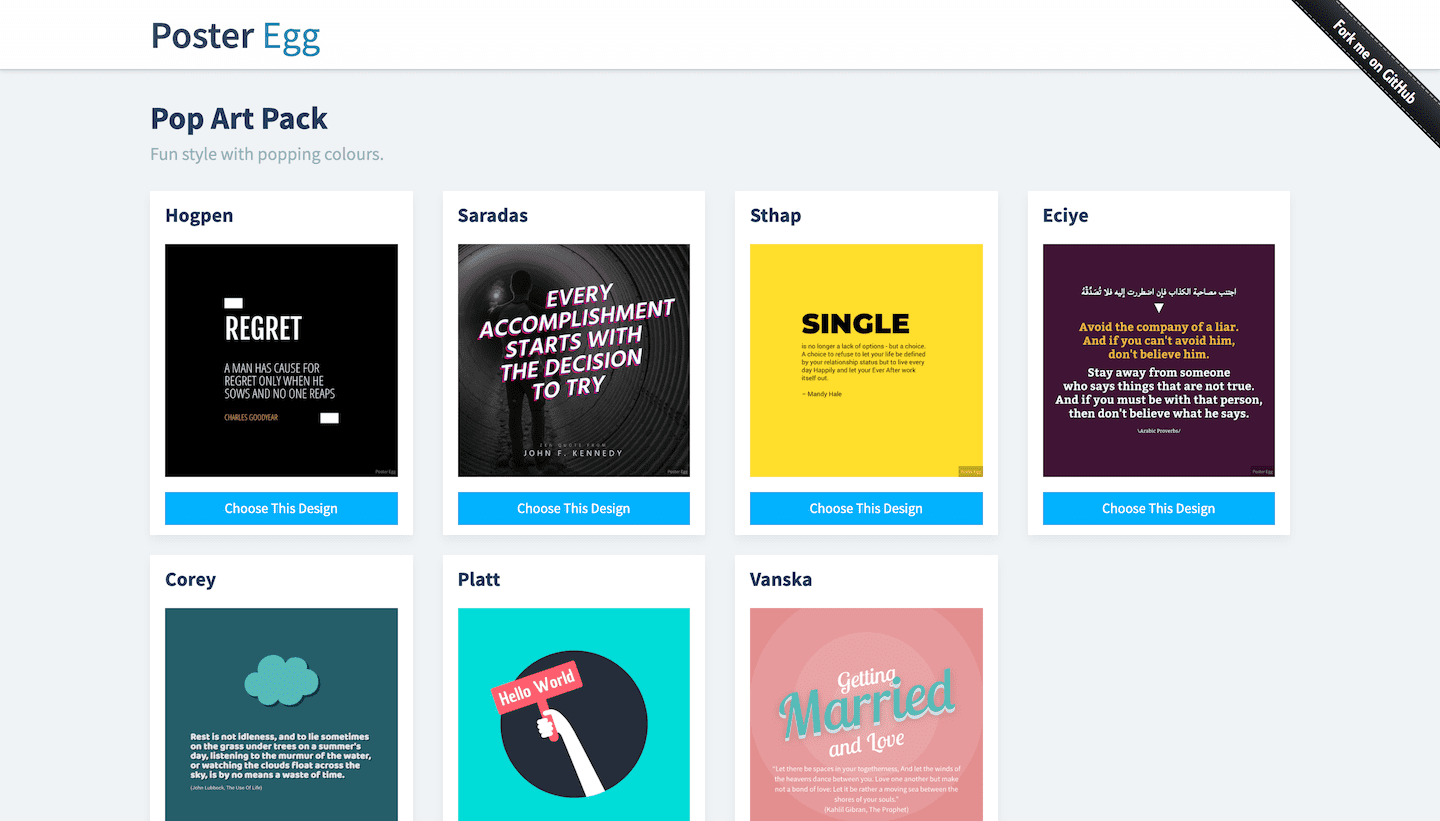 Poster Egg
Fork me on GitHub
Pop Art Pack
Fun style with popping colours.
Hogpen
REGRET
A MAN HAS CAUSE FOR
REGRET ONLY WHEN HE
SOWS AND NO ONE REAPS
CHARLES GOODYEAR
Poster Egg
Choose This Design
Saradas
EVERY
ACCOMPLISHMENT
STARTS WITH
THE DECISION
TO TRY
ZEN QUOTE FROM
JOHN F. KENNEDY
Poster Egg
Choose This Design
Sthap
SINGLE
is no longer a lack of options - but a choice.
A choice to refuse to let your life be defined
by your relationship status but to live every
day Happily and let your Ever After work
itself out.
~ Mandy Hale
Poster Egg
Choose This Design
Eciye
اجتنب مصاحبة الكذاب فإن اضطررت إليه فلا تُصَدِّقْهُ
Avoid the company of a liar.
And if you can't avoid him,
don't believe him.
Stay away from someone
who says things that are not true.
And if you must be with that person,
then don't believe what he says.
\Arabic Proverbs/
Poster Egg
Choose This Design
Corey
Rest is not idleness, and to lie sometimes
on the grass under trees on a summer's
day, listening to the murmur of the water,
or watching the clouds float across the
sky, is by no means a waste of time.
(John Lubbock, The Use Of Life)
Platt
Hello World
Vanska
Getting
Married
and Love
"Let there be spaces in your togetherness, And let the winds of
the heavens dance between you. Love one another but make
not a bond of love: Let it be rather a moving sea between the
shores of your souls."
(Kahlil Gibran, The Prophet)